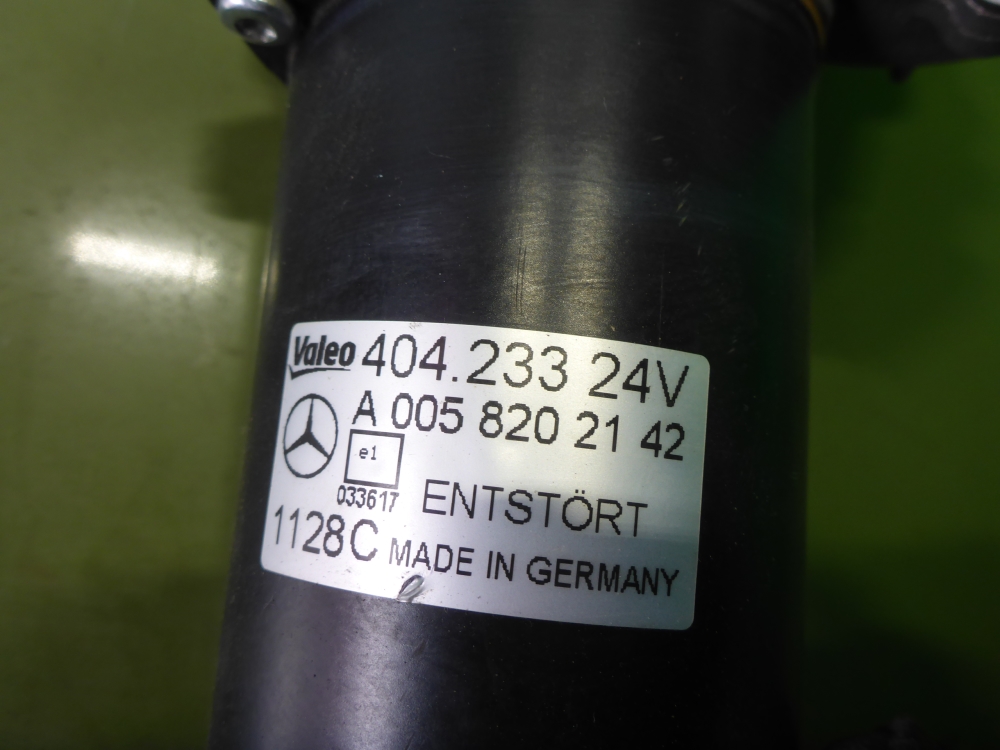 Valeo 404.233 24V
A 005 820 21 42
e1
033617 ENTSTÖRT
1128C MADE IN GERMANY